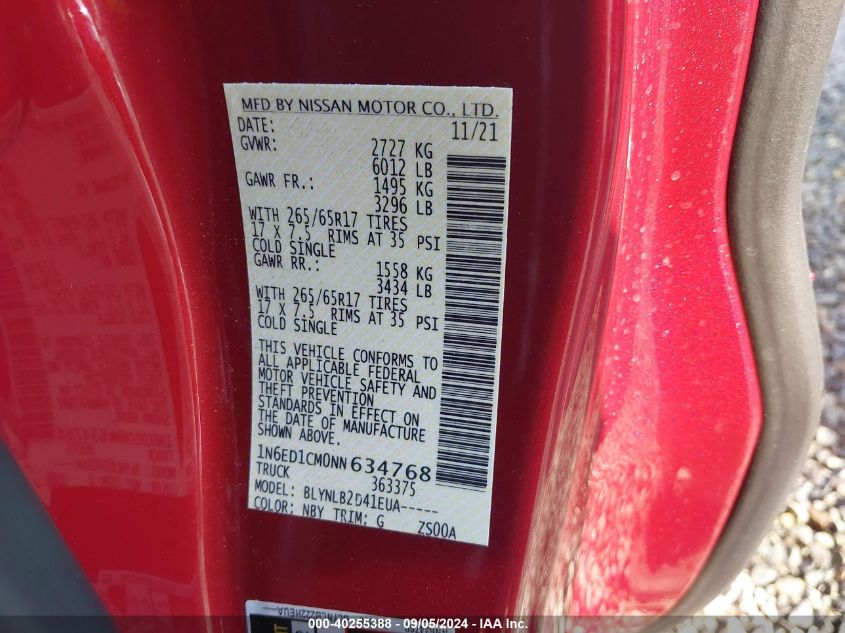 MFD BY NISSAN MOTOR CO., LTD.
DATE: 11/21
GVWR: 2727 KG
6012 LB
GAWR FR.: 1495 KG
3296 LB
WITH 265/65R17 TIRES
17 X 7.5 RIMS AT 35 PSI
COLD SINGLE
GAWR RR.: 1558 KG
3434 LB
WITH 265/65R17 TIRES
17 X 7.5 RIMS AT 35 PSI
COLD SINGLE
THIS VEHICLE CONFORMS TO
ALL APPLICABLE FEDERAL
MOTOR VEHICLE SAFETY AND
THEFT PREVENTION
STANDARDS IN EFFECT ON
THE DATE OF MANUFACTURE
SHOWN ABOVE.
1N6ED1CM0NN634768
TRUCK 363375
MODEL: BLYNLB2D41EUA-----
COLOR: NBY TRIM: G ZS00A
000-40255388 - 09/05/2024 - IAA Inc.